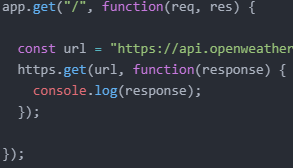 app.get("/", function(req, res) {
const url = "https://api.openweather
https.get(url, function(response) {
console.log(response);
});
});